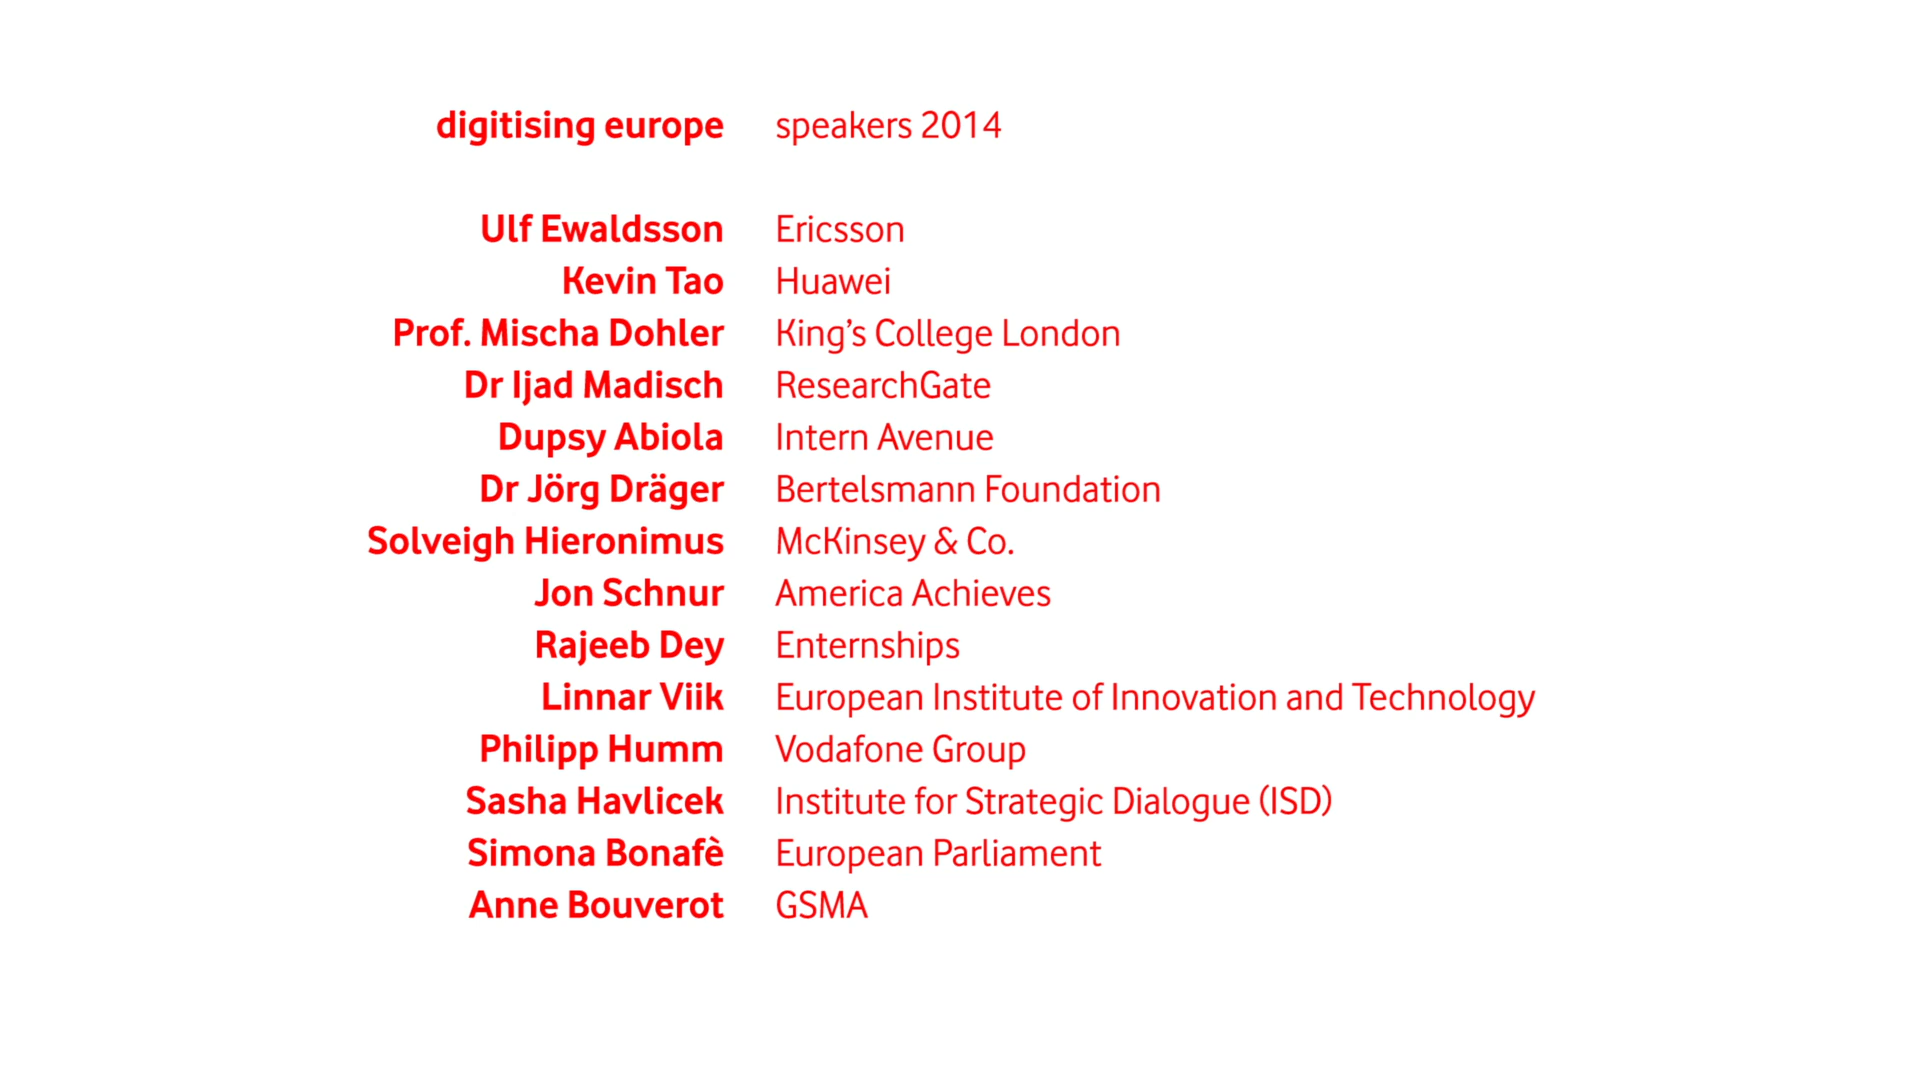 digitising europe speakers 2014
Ulf Ewaldsson Ericsson
Kevin Tao Huawei
Prof. Mischa Dohler King’s College London
Dr Ijad Madisch ResearchGate
Dupsy Abiola Intern Avenue
Dr Jörg Dräger Bertelsmann Foundation
Solveigh Hieronimus McKinsey & Co.
Jon Schnur America Achieves
Rajeeb Dey Enternships
Linnar Viik European Institute of Innovation and Technology
Philipp Humm Vodafone Group
Sasha Havlicek Institute for Strategic Dialogue (ISD)
Simona Bonafè European Parliament
Anne Bouverot GSMA